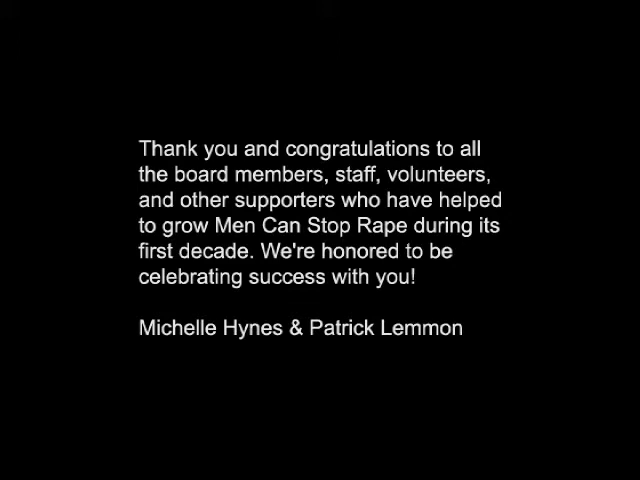 Thank you and congratulations to all
the board members, staff, volunteers,
and other supporters who have helped
to grow Men Can Stop Rape during its
first decade. We're honored to be
celebrating success with you!
Michelle Hynes & Patrick Lemmon